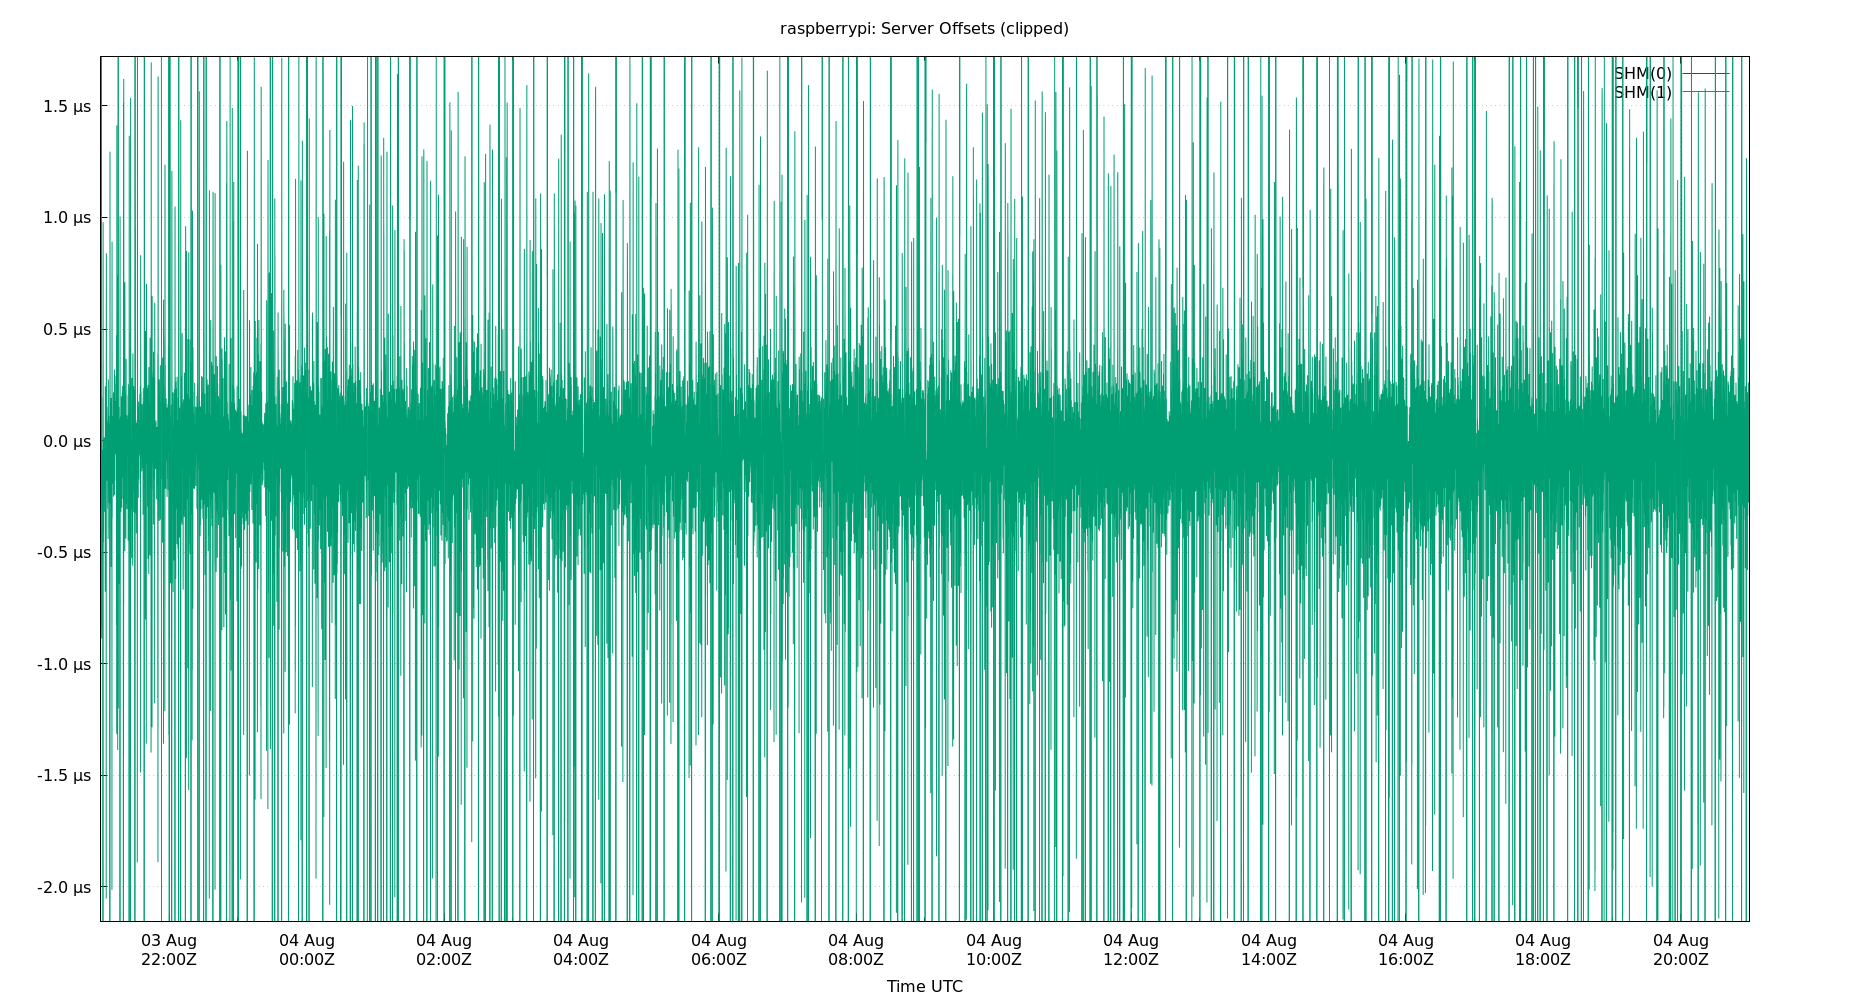 raspberrypi: Server Offsets (clipped)
SHM(0)
SHM(1)
1.5 µs
1.0 µs
0.5 µs
0.0 µs
-0.5 µs
-1.0 µs
-1.5 µs
-2.0 µs
03 Aug 04 Aug 04 Aug 04 Aug 04 Aug 04 Aug 04 Aug 04 Aug 04 Aug 04 Aug 04 Aug 04 Aug
22:00Z 00:00Z 02:00Z 04:00Z 06:00Z 08:00Z 10:00Z 12:00Z 14:00Z 16:00Z 18:00Z 20:00Z
Time UTC